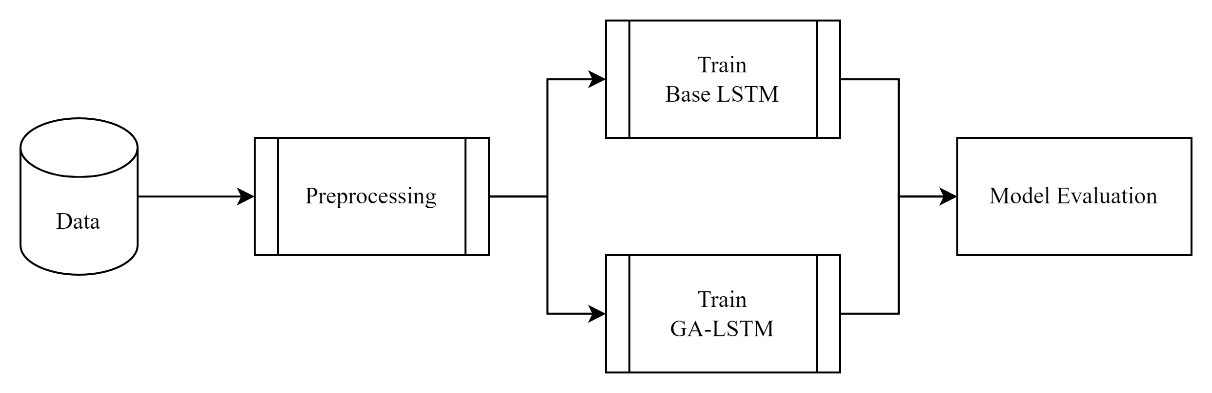 Data
Preprocessing
Train
Base LSTM
Train
GA-LSTM
Model Evaluation